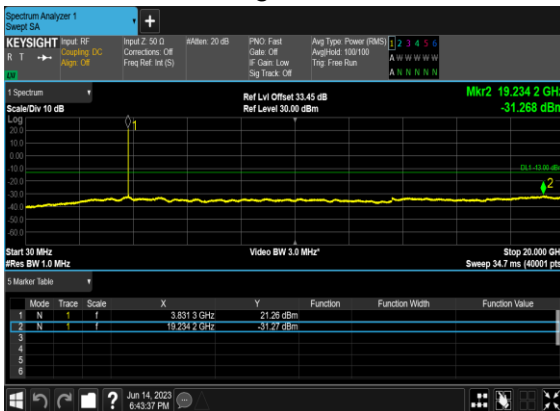 Spectrum Analyzer 1
Swept SA
KEYSIGHT Input: RF Input Z: 50 Ω #Atten: 20 dB PNO: Fast Avg Type: Power (RMS) 1 2 3 4 5 6
R T Coupling: DC Corrections: Off Gate: Off Avg|Hold: 100/100 A W W W W W
Align: Off Freq Ref: Int (S) IF Gain: Low Trig: Free Run
LV Sig Track: Off A N N N N N
1 Spectrum Ref Lvl Offset 33.45 dB Mkr2 19.234 2 GHz
Scale/Div 10 dB Ref Level 30.00 dBm -31.268 dBm
Log
20.0 1
10.0
0.00
-10.0 DL1 -13.00 dBm
-20.0 2
-30.0
-40.0
-50.0
-60.0
Start 30 MHz Video BW 3.0 MHz* Stop 20.000 GH
#Res BW 1.0 MHz Sweep 34.7 ms (40001 pts
5 Marker Table
Mode Trace Scale X Y Function Function Width Function Value
1 N 1 f 3.831 3 GHz 21.26 dBm
2 N 1 f 19.234 2 GHz -31.27 dBm
3
4
5
6
? Jun 14, 2023
6:43:37 PM